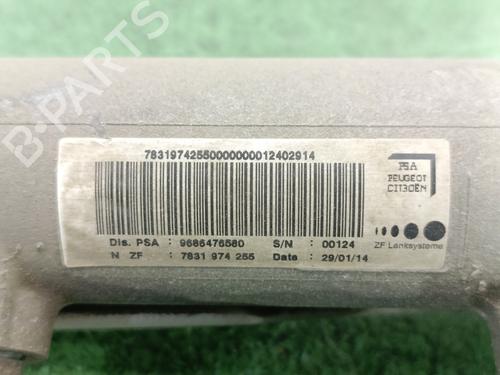 B-PARTS
7831974255000000012402914
PSA
PEUGEOT
CITROËN
Dis. PSA : 9686476580 S/N : 00124
N ZF : 7831 974 255 Date : 29/01/14
ZF Lenksysteme